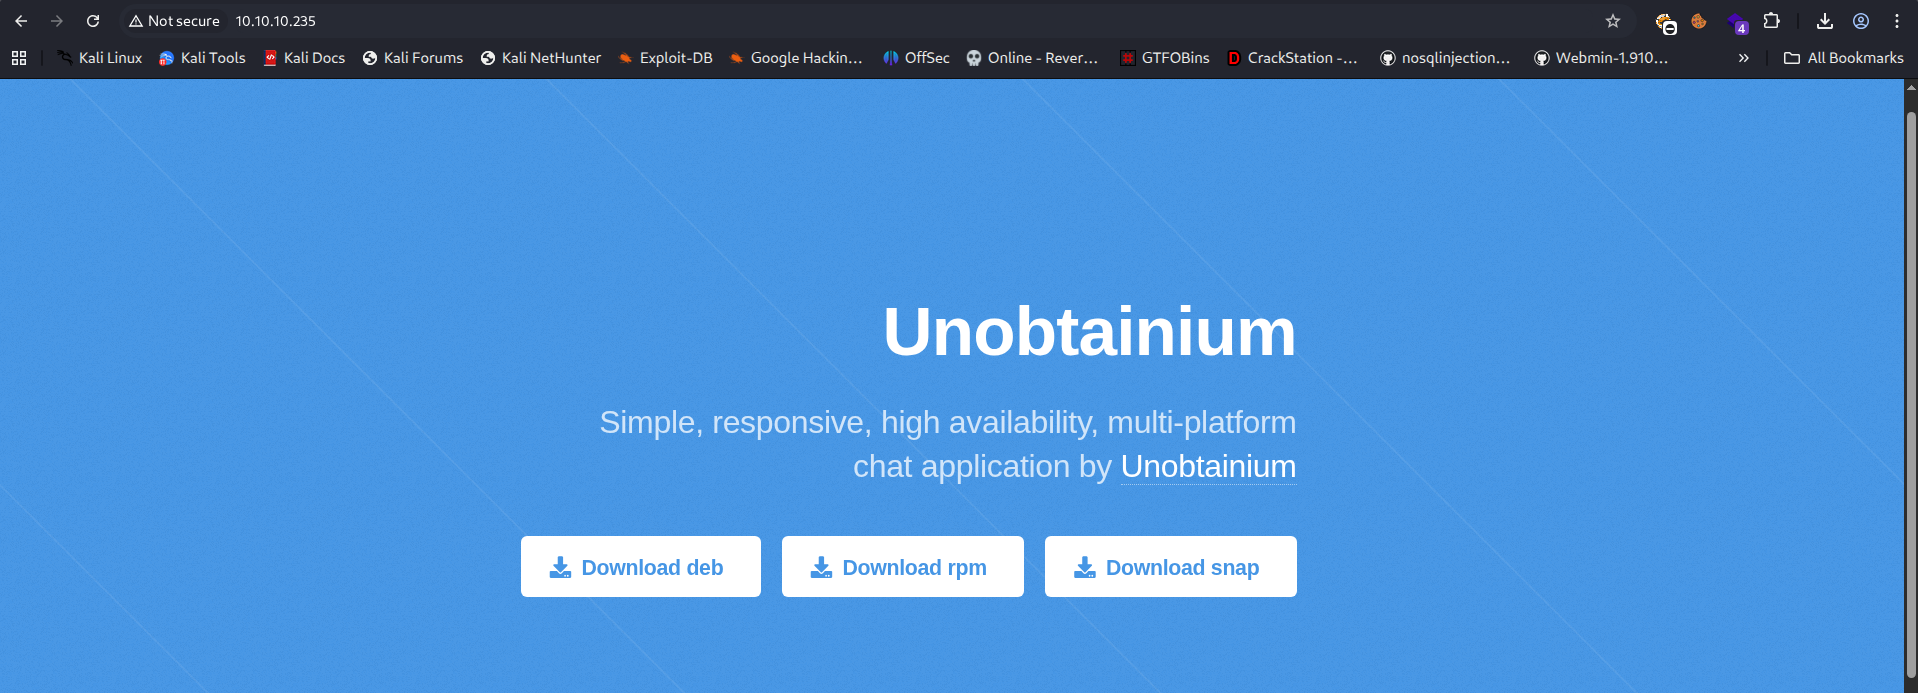 Not secure 10.10.10.235
4
Kali Linux Kali Tools Kali Docs Kali Forums Kali NetHunter Exploit-DB Google Hackin... OffSec Online - Rever... GTFOBins CrackStation -... nosqlinjection... Webmin-1.910... » All Bookmarks
Unobtainium
Simple, responsive, high availability, multi-platform
chat application by Unobtainium
Download deb Download rpm Download snap